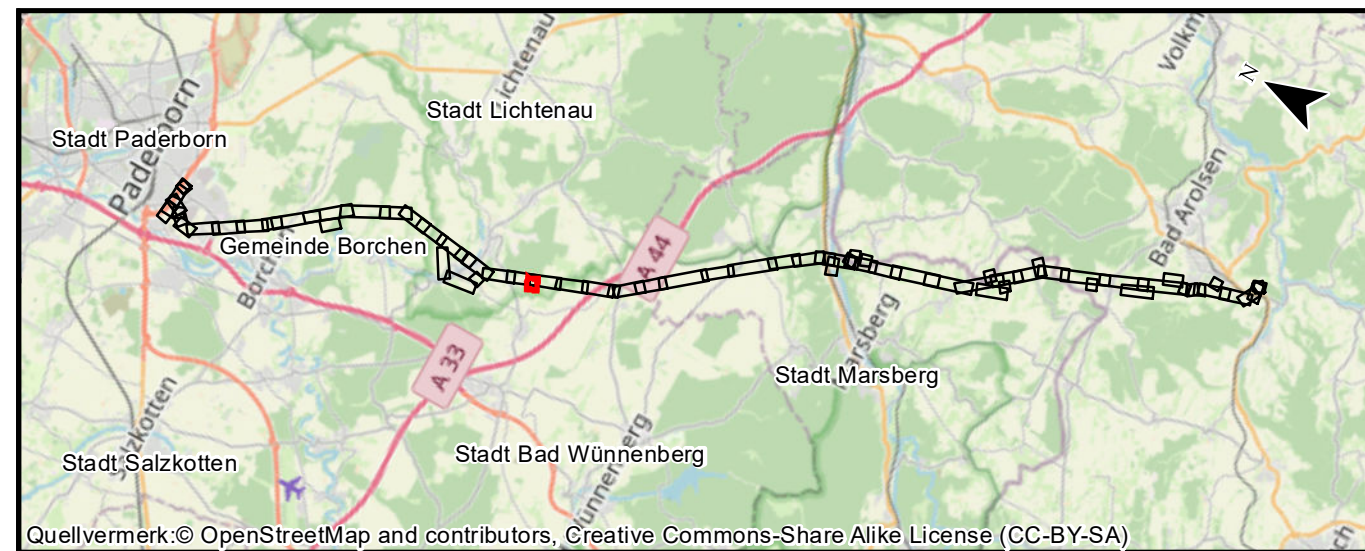 Volkm
N
Lichtenau
Stadt Lichtenau
Stadt Paderborn
Paderborn
Bad Arolsen
Gemeinde Borchen
Borchen
A 44
A 33
Marsberg
Stadt Marsberg
Salzkotten
Stadt Salzkotten
Stadt Bad Wünnenberg
Wünnenberg
ch
Quellvermerk:© OpenStreetMap and contributors, Creative Commons-Share Alike License (CC-BY-SA)